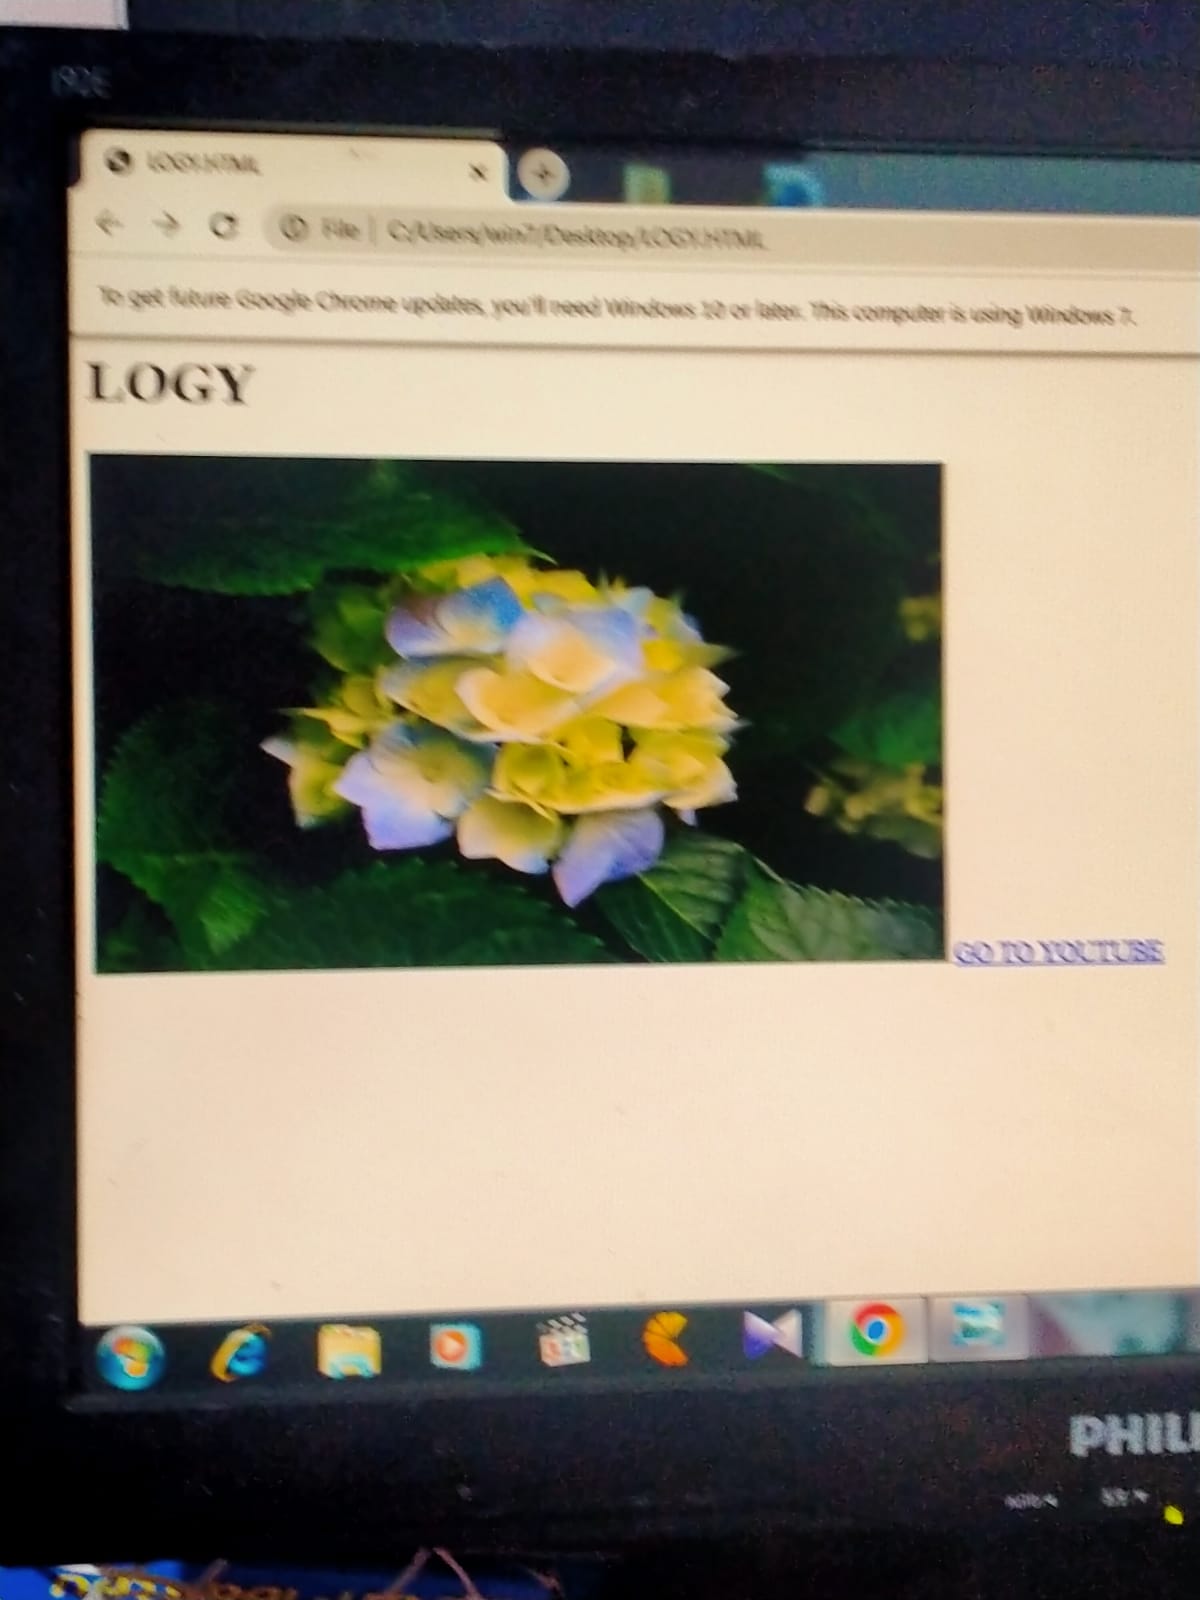 LOGY.HTML
File | C:/Users/win7/Desktop/LOGY.HTML
To get future Google Chrome updates, you'll need Windows 10 or later. This computer is using Windows 7.
LOGY
GO TO YOUTUBE
PHILI